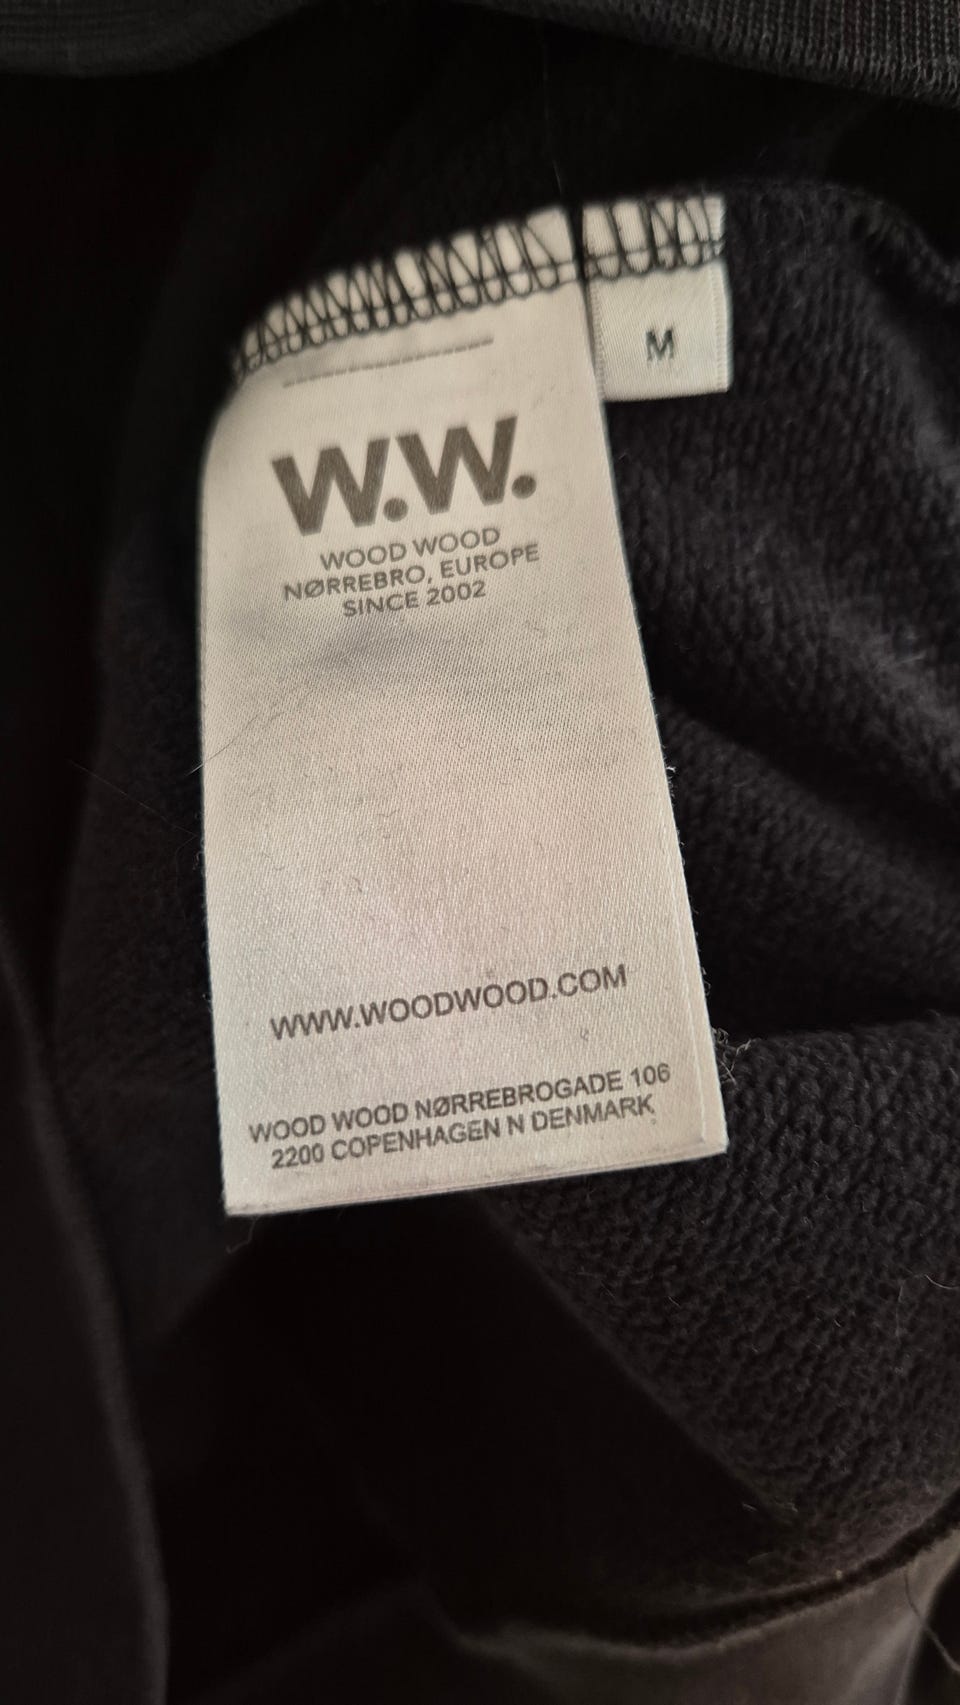 M
W.W.
WOOD WOOD
NØRREBRO, EUROPE
SINCE 2002
WWW.WOODWOOD.COM
WOOD WOOD NØRREBROGADE 106
2200 COPENHAGEN N DENMARK